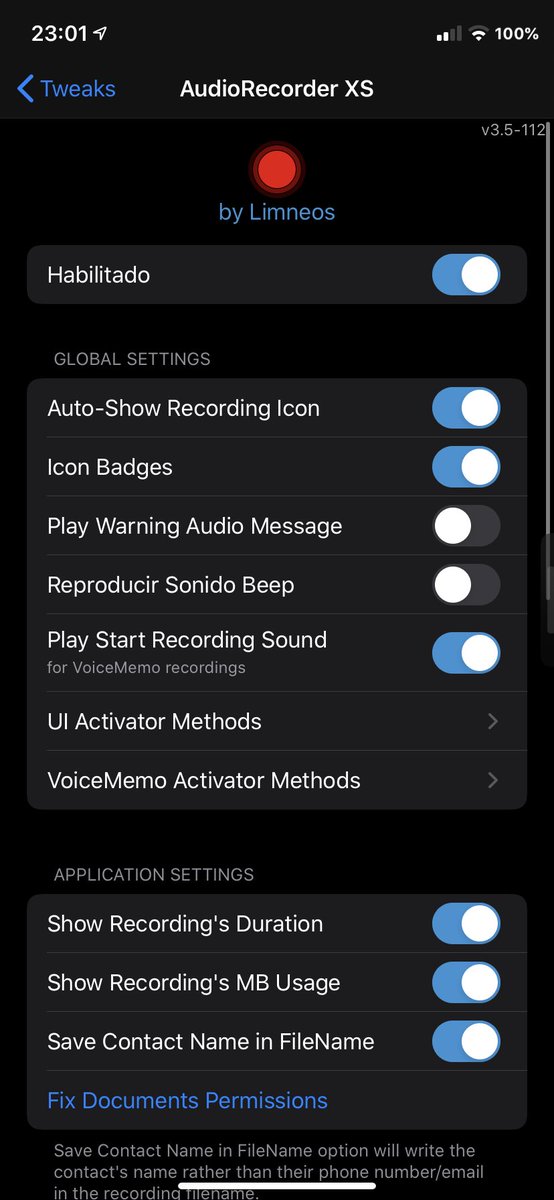 23:01
100%
Tweaks
AudioRecorder XS
v3.5-112
by Limneos
Habilitado
GLOBAL SETTINGS
Auto-Show Recording Icon
Icon Badges
Play Warning Audio Message
Reproducir Sonido Beep
Play Start Recording Sound
for VoiceMemo recordings
UI Activator Methods
VoiceMemo Activator Methods
APPLICATION SETTINGS
Show Recording's Duration
Show Recording's MB Usage
Save Contact Name in FileName
Fix Documents Permissions
Save Contact Name in FileName option will write the
contact's name rather than their phone number/email
in the recording filename.